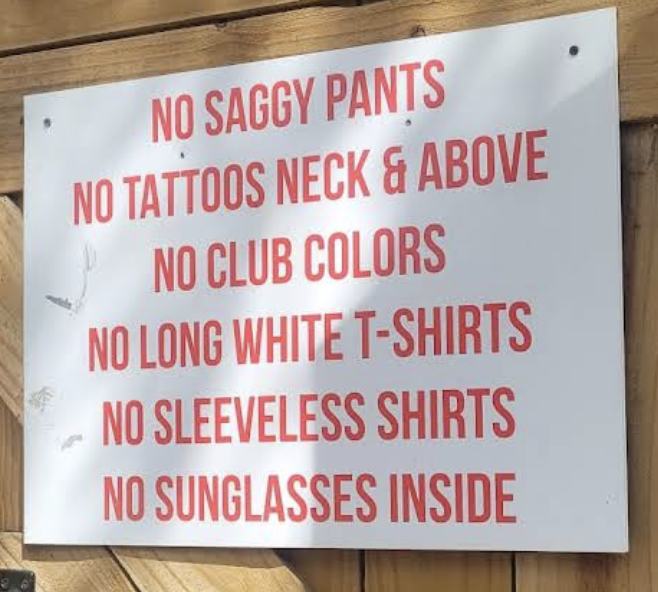 NO SAGGY PANTS
NO TATTOOS NECK & ABOVE
NO CLUB COLORS
NO LONG WHITE T-SHIRTS
NO SLEEVELESS SHIRTS
NO SUNGLASSES INSIDE